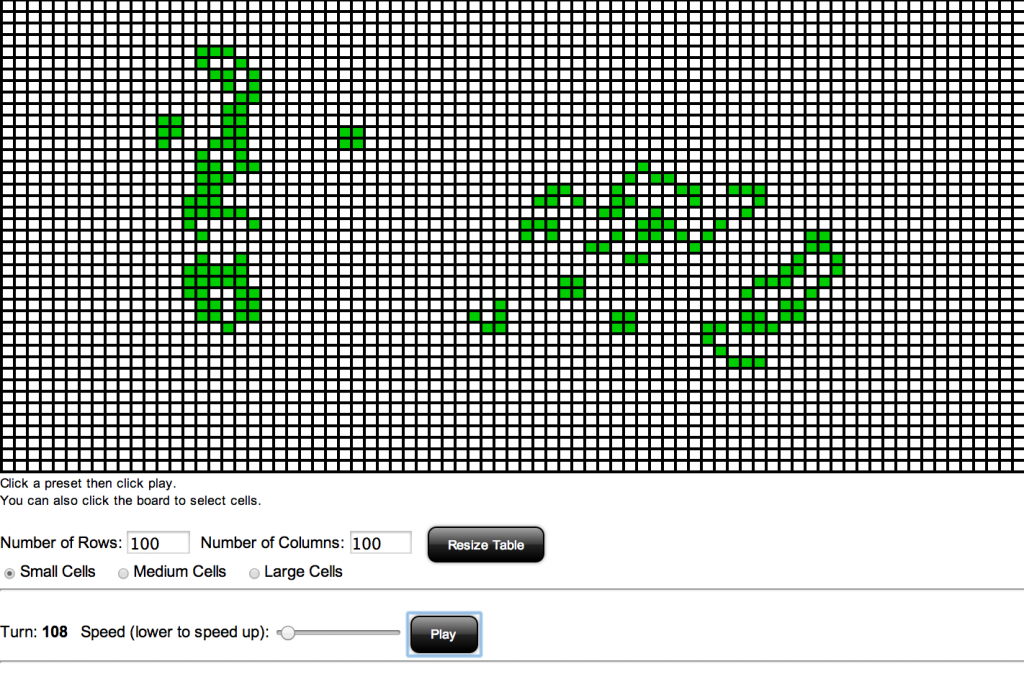 Click a preset then click play.
You can also click the board to select cells.
Number of Rows: 100 Number of Columns: 100 Resize Table
Small Cells Medium Cells Large Cells
Turn: 108 Speed (lower to speed up): Play